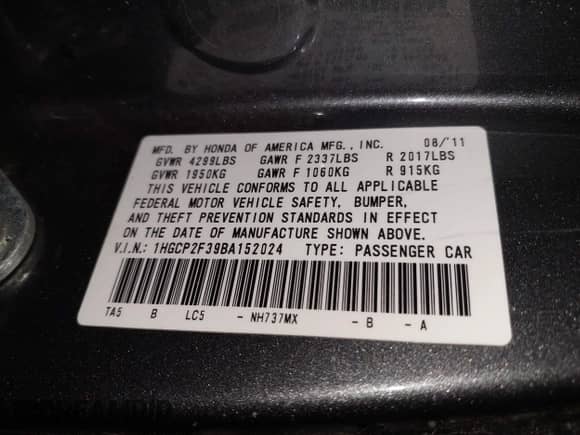 MFD. BY HONDA OF AMERICA MFG., INC. 08/'11
GVWR 4299LBS GAWR F 2337LBS R 2017LBS
GVWR 1950KG GAWR F 1060KG R 915KG
THIS VEHICLE CONFORMS TO ALL APPLICABLE
FEDERAL MOTOR VEHICLE SAFETY, BUMPER,
AND THEFT PREVENTION STANDARDS IN EFFECT
ON THE DATE OF MANUFACTURE SHOWN ABOVE.
V.I.N.: 1HGCP2F39BA152024 TYPE: PASSENGER CAR
TA5 B LC5 - NH737MX - B - A